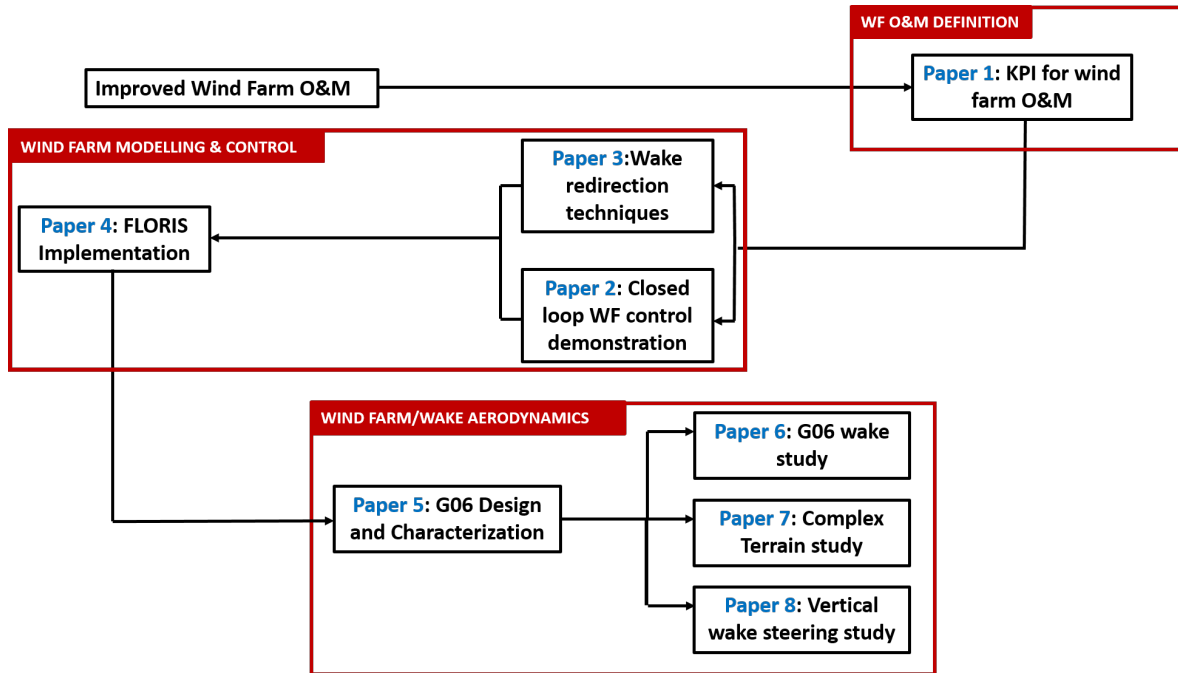 WF O&M DEFINITION
Improved Wind Farm O&M
Paper 1: KPI for wind
farm O&M
WIND FARM MODELLING & CONTROL
Paper 3:Wake
redirection
techniques
Paper 4: FLORIS
Implementation
Paper 2: Closed
loop WF control
demonstration
WIND FARM/WAKE AERODYNAMICS
Paper 6: G06 wake
study
Paper 5: G06 Design
and Characterization
Paper 7: Complex
Terrain study
Paper 8: Vertical
wake steering study